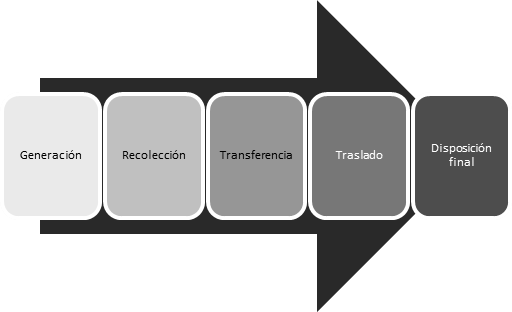 Generación
Recolección
Transferencia
Traslado
Disposición
final